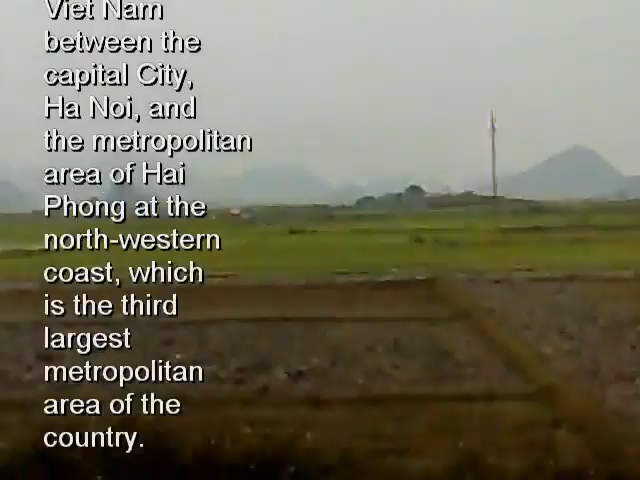 Viet Nam
between the
capital City,
Ha Noi, and
the metropolitan
area of Hai
Phong at the
north-western
coast, which
is the third
largest
metropolitan
area of the
country.